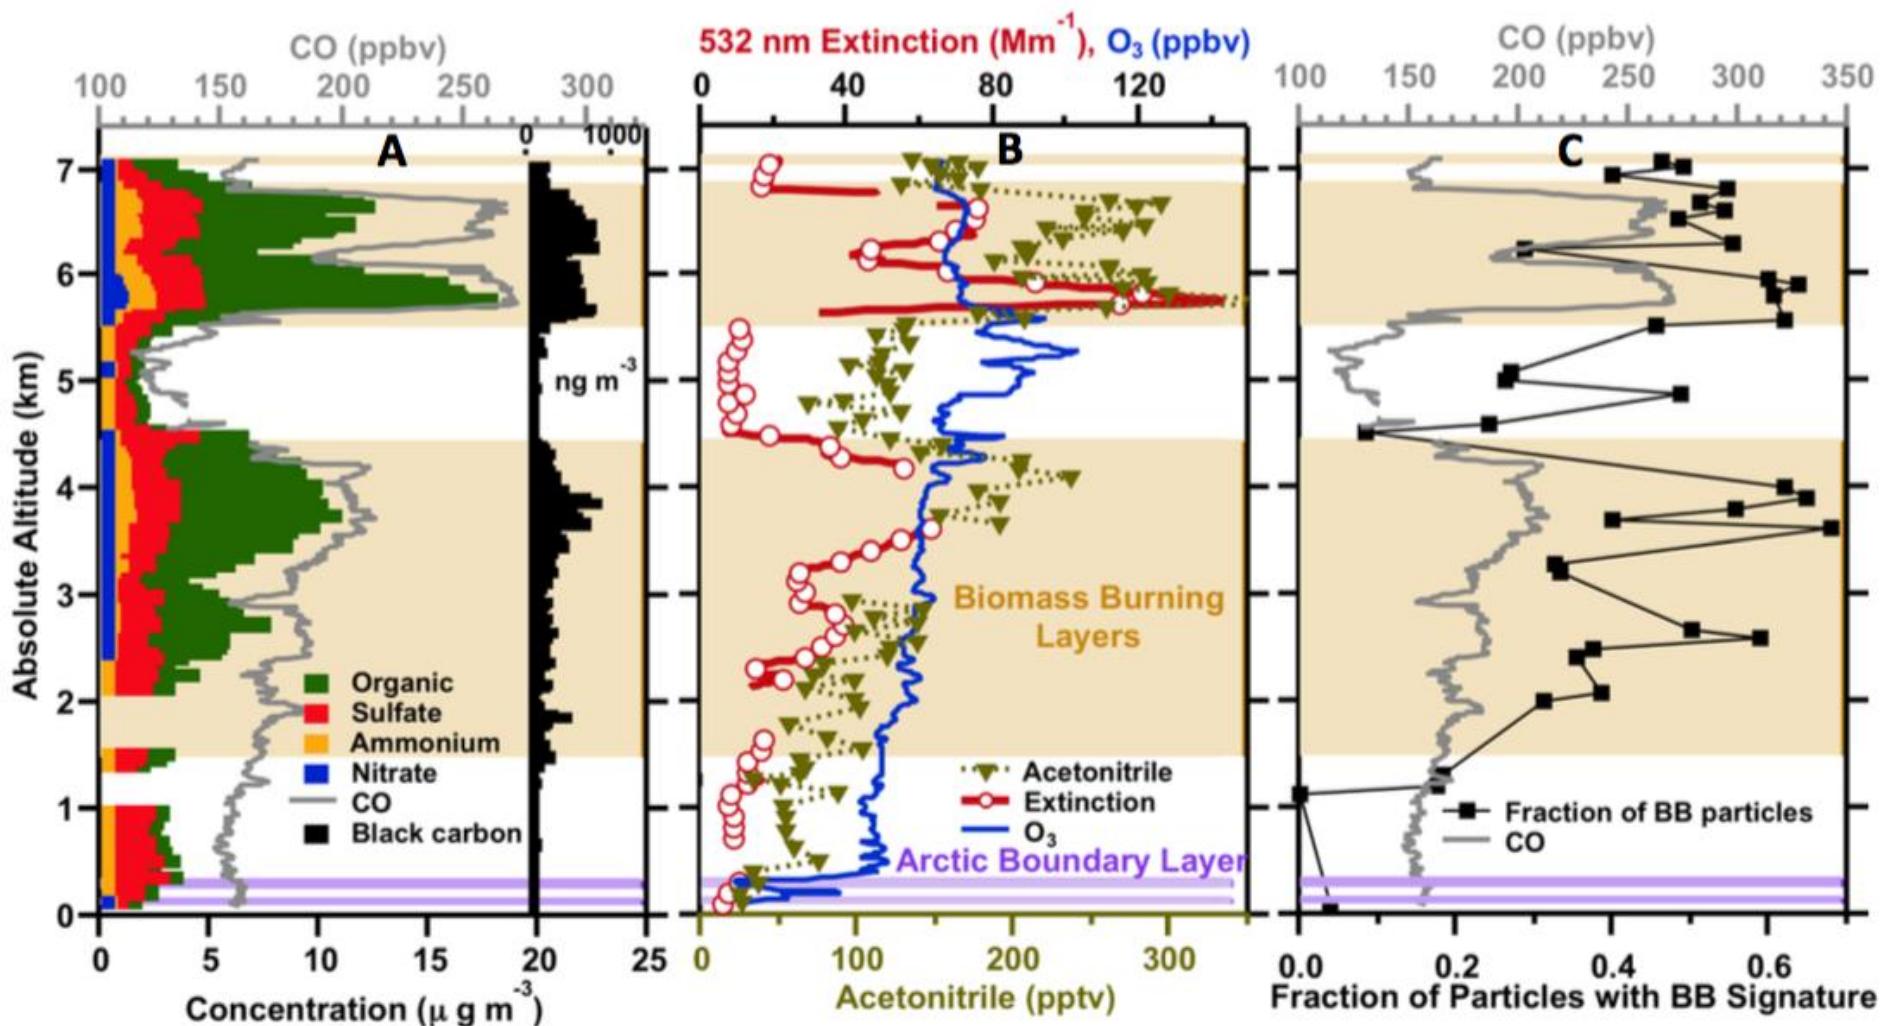 CO (ppbv)
100 150 200 250 300
0 1000
A
7
6
5
4
3
2
1
0
Absolute Altitude (km)
ng m-3
Organic
Sulfate
Ammonium
Nitrate
CO
Black carbon
0 5 10 15 20 25
Concentration (μ g m-3)
532 nm Extinction (Mm-1), O3 (ppbv)
0 40 80 120
B
Biomass Burning
Layers
Acetonitrile
Extinction
O3
Arctic Boundary Layer
0 100 200 300
Acetonitrile (pptv)
CO (ppbv)
100 150 200 250 300 350
C
Fraction of BB particles
CO
0.0 0.2 0.4 0.6
Fraction of Particles with BB Signature